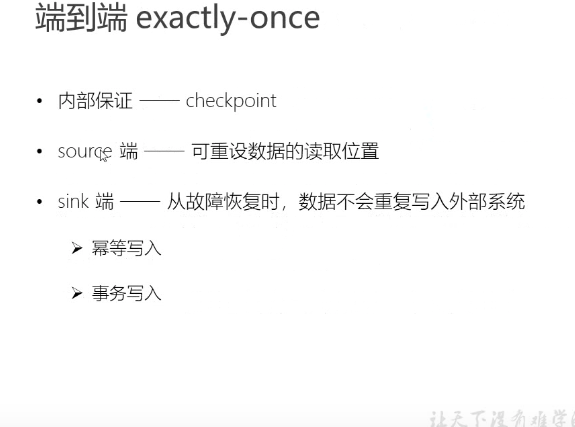 端到端 exactly-once
• 内部保证 —— checkpoint
• source 端 —— 可重设数据的读取位置
• sink 端 —— 从故障恢复时，数据不会重复写入外部系统
➢ 幂等写入
➢ 事务写入
让天下没有难学